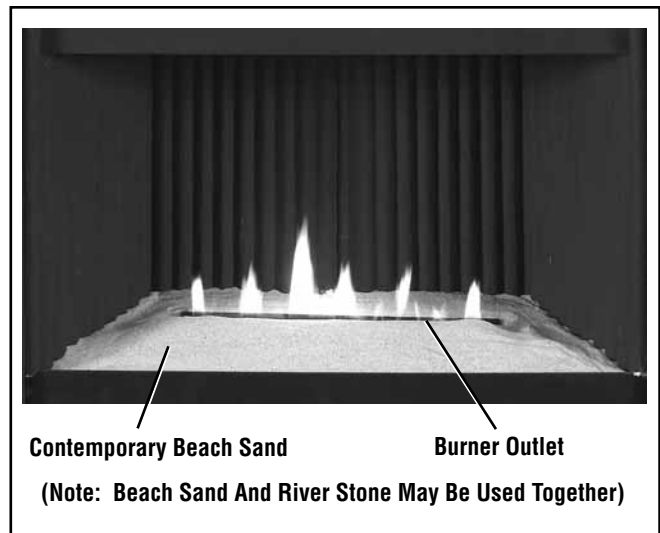 Contemporary Beach Sand
Burner Outlet
(Note:  Beach Sand And River Stone May Be Used Together)